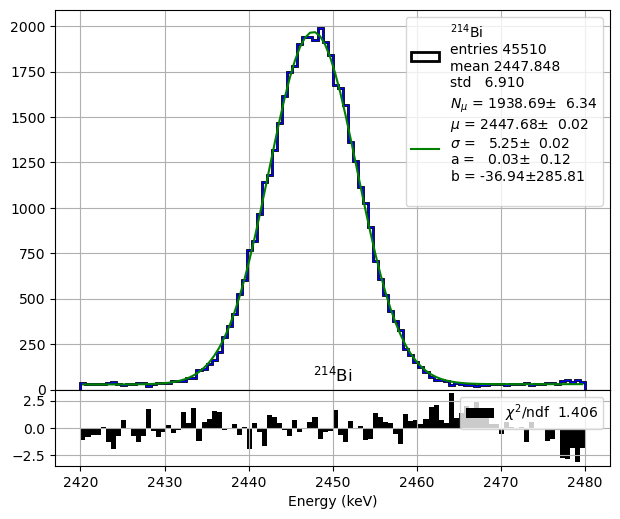 2000
1750
1500
1250
1000
750
500
250
0
²¹⁴Bi
entries 45510
mean 2447.848
std 6.910
N_μ = 1938.69± 6.34
μ = 2447.68± 0.02
σ = 5.25± 0.02
a = 0.03± 0.12
b = -36.94±285.81
²¹⁴Bi
2.5
0.0
−2.5
χ²/ndf 1.406
2420 2430 2440 2450 2460 2470 2480
Energy (keV)